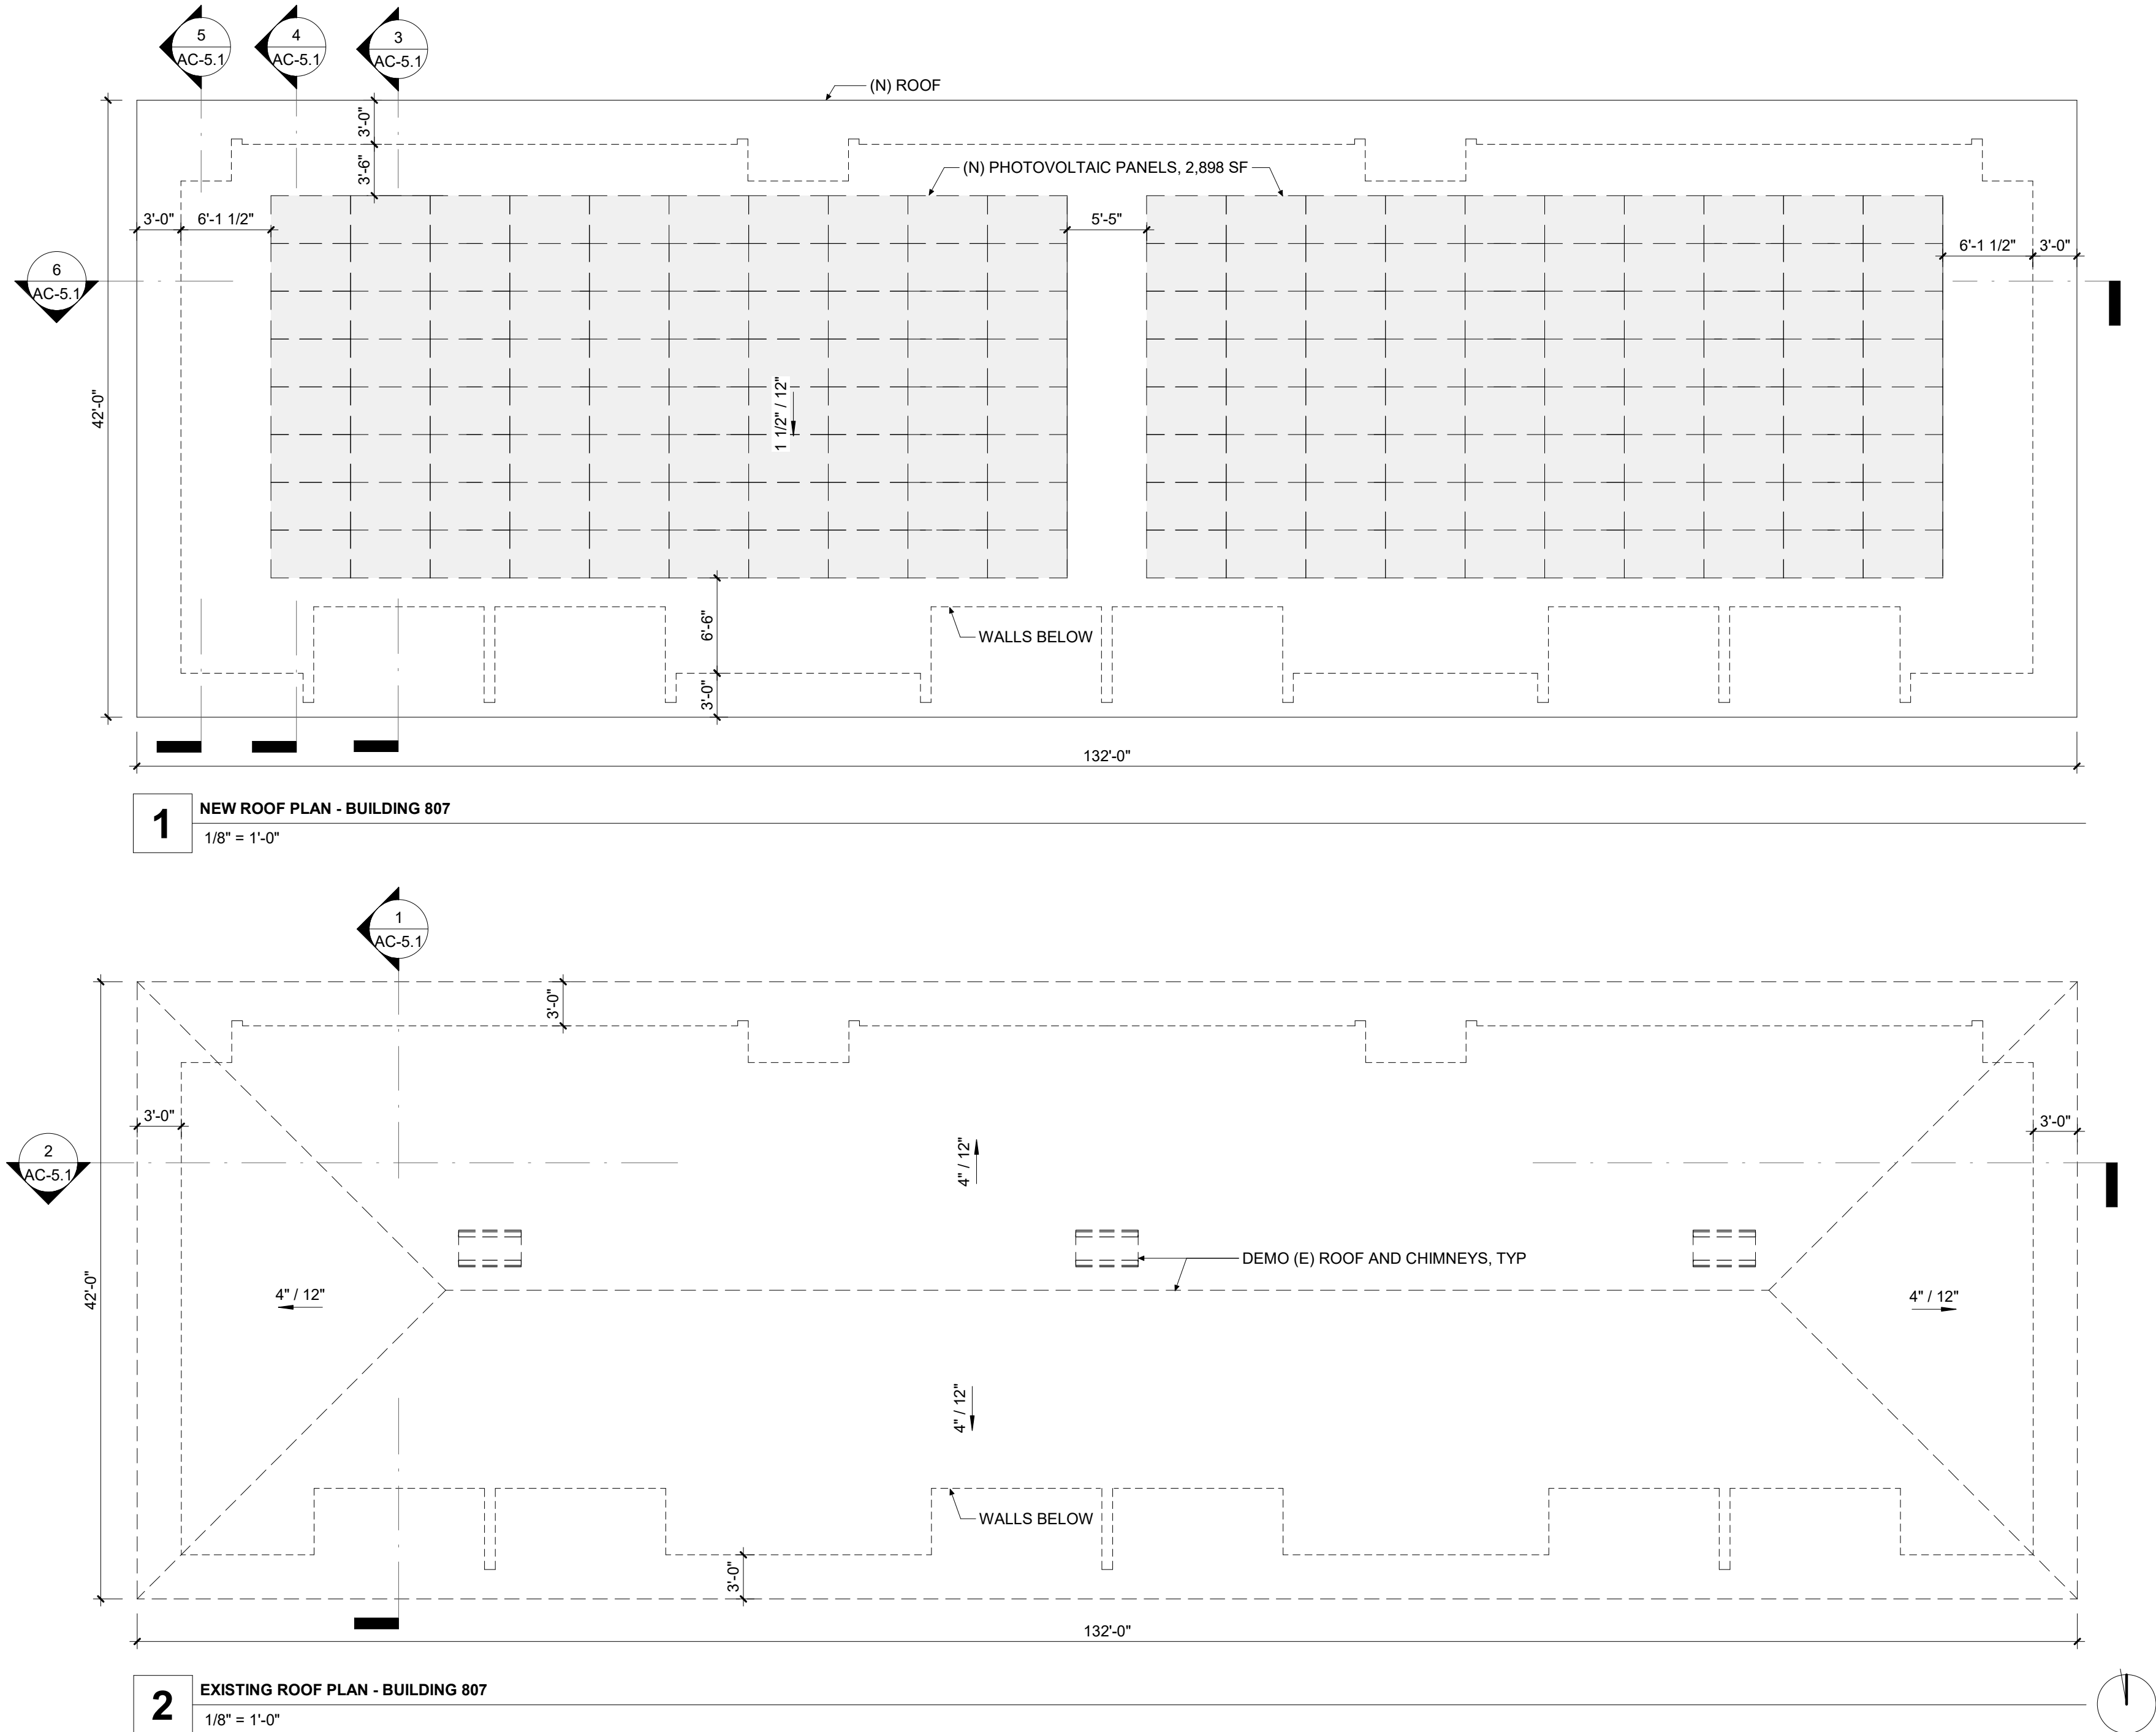 5
AC-5.1
4
AC-5.1
3
AC-5.1
(N) ROOF
3'-0"
3'-6"
(N) PHOTOVOLTAIC PANELS, 2,898 SF
3'-0"
6'-1 1/2"
5'-5"
6'-1 1/2"
3'-0"
6
AC-5.1
42'-0"
1 1/2" / 12"
6'-6"
WALLS BELOW
3'-0"
132'-0"
1
NEW ROOF PLAN - BUILDING 807
1/8" = 1'-0"
1
AC-5.1
3'-0"
3'-0"
3'-0"
2
AC-5.1
4" / 12"
DEMO (E) ROOF AND CHIMNEYS, TYP
42'-0"
4" / 12"
4" / 12"
4" / 12"
WALLS BELOW
3'-0"
132'-0"
2
EXISTING ROOF PLAN - BUILDING 807
1/8" = 1'-0"